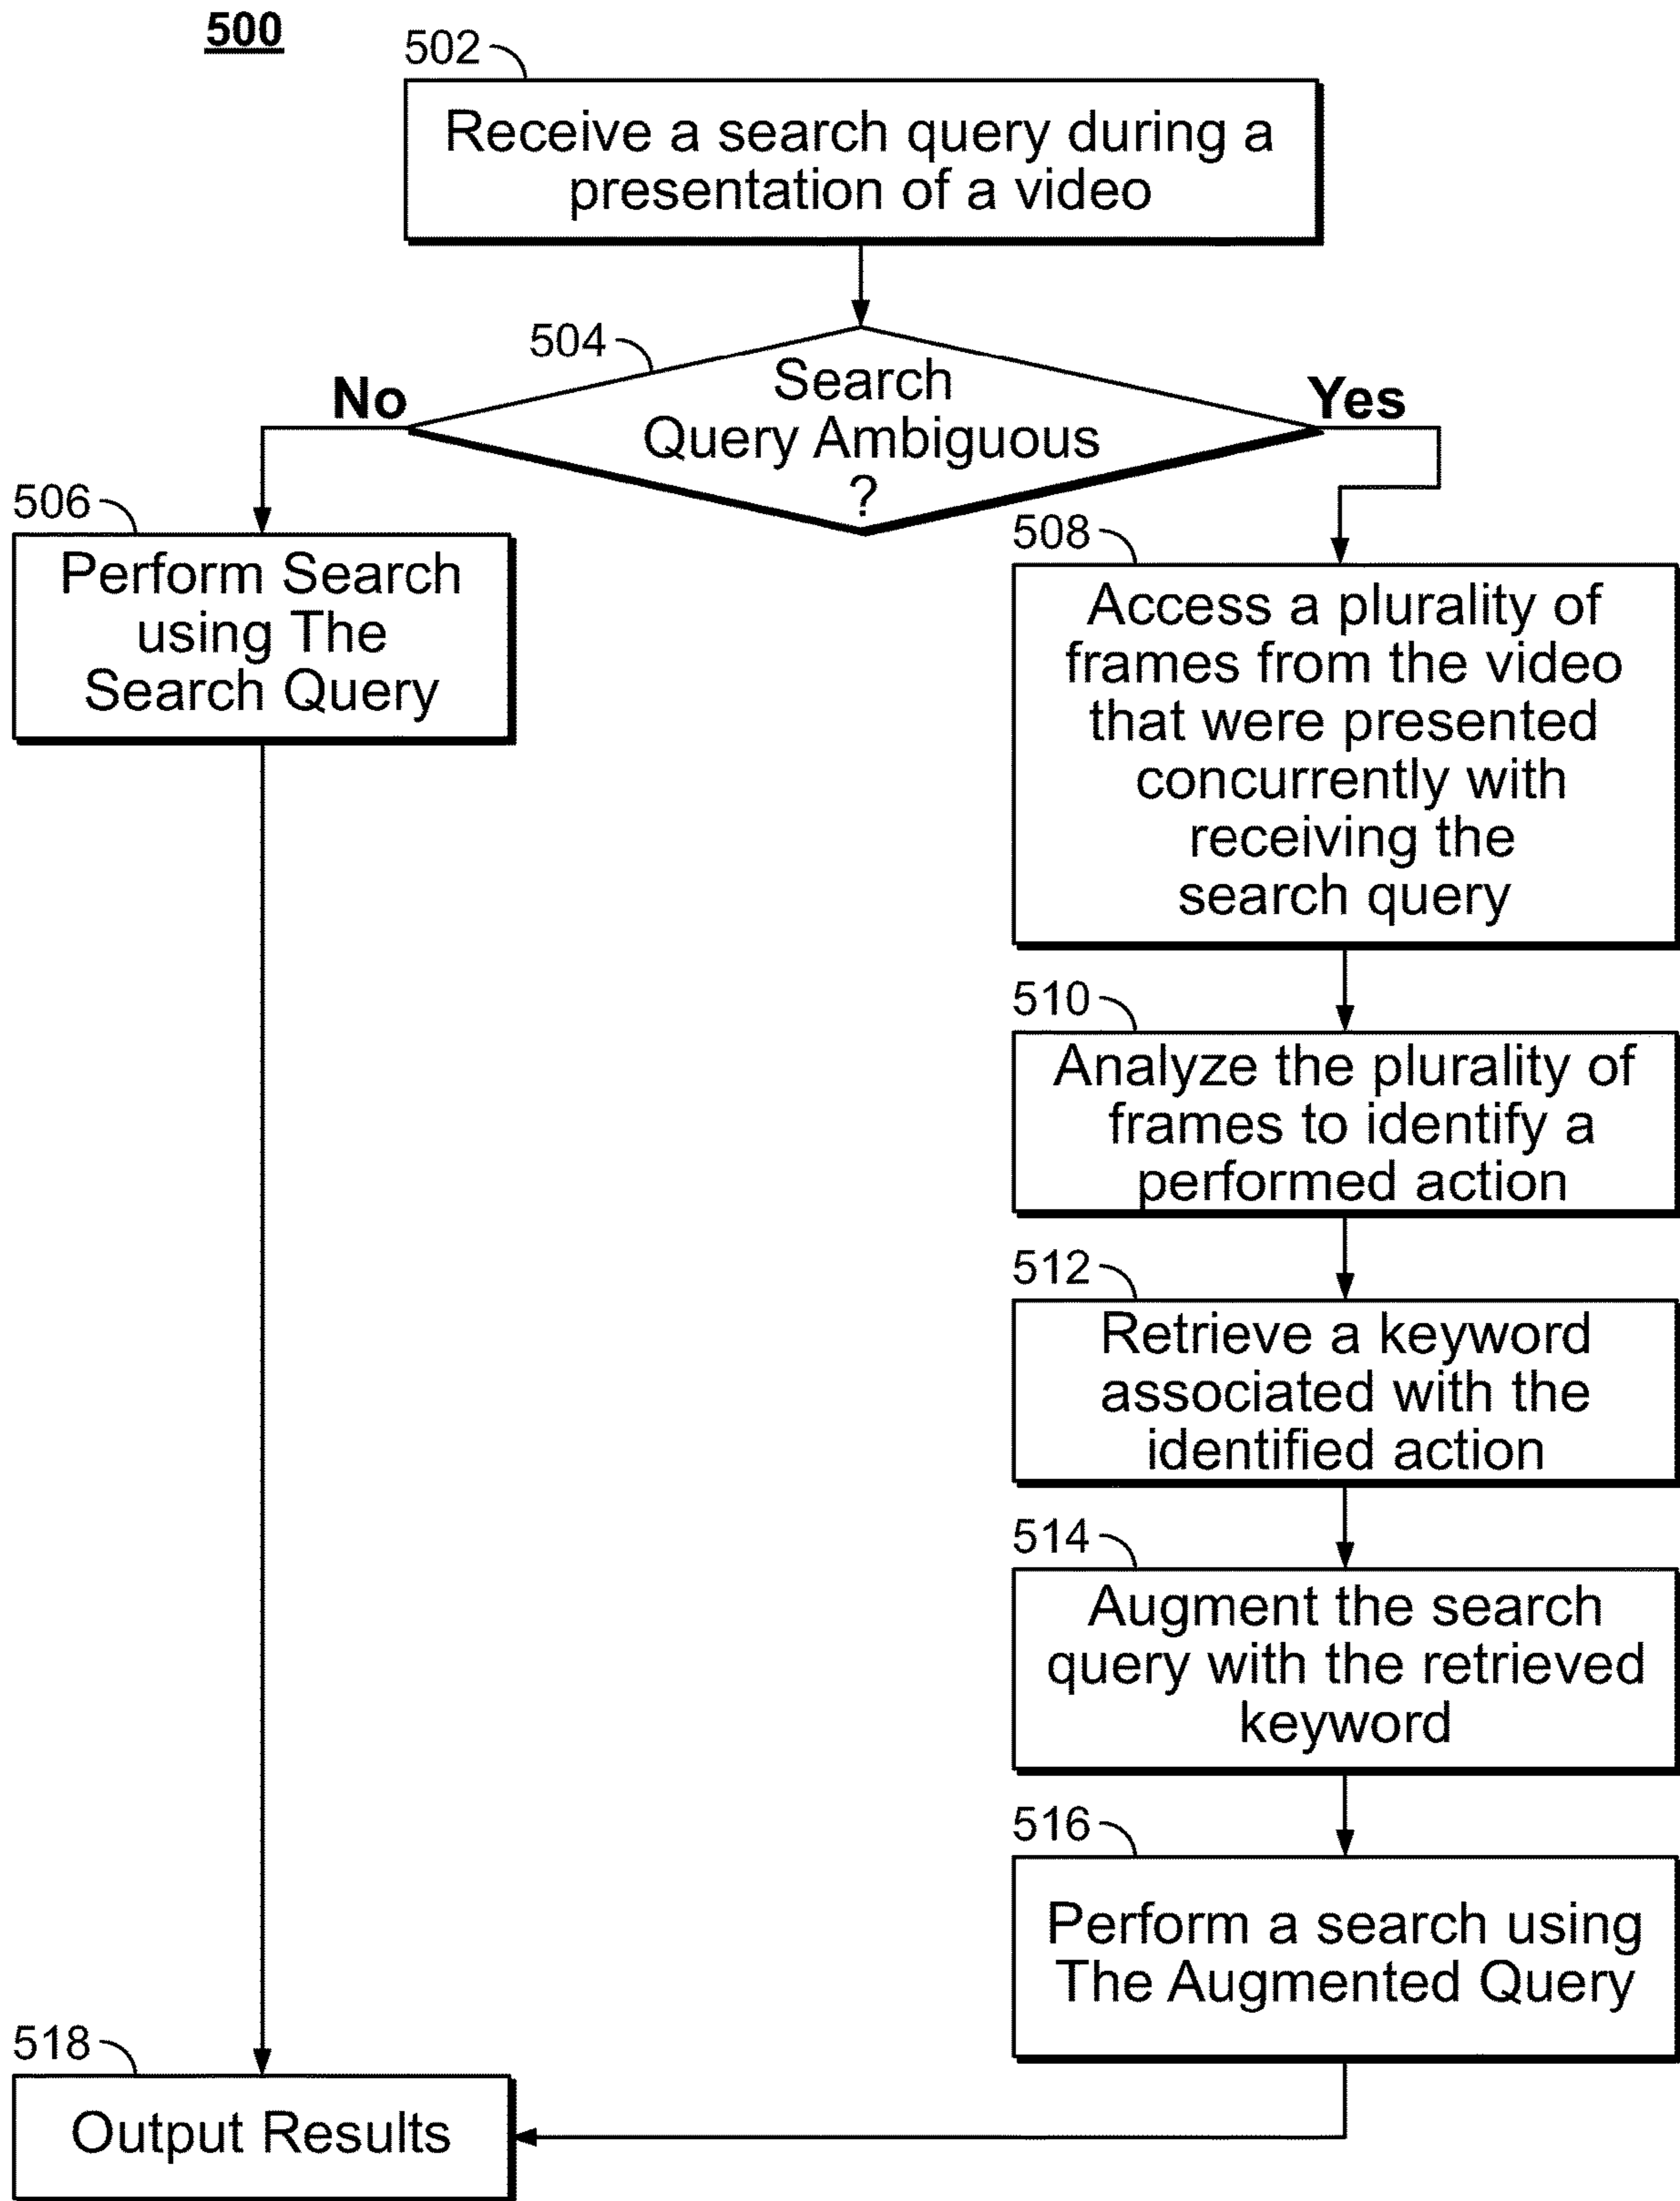 500
502
Receive a search query during a
presentation of a video
504
Search
Query Ambiguous
?
No
Yes
506
Perform Search
using The
Search Query
508
Access a plurality of
frames from the video
that were presented
concurrently with
receiving the
search query
510
Analyze the plurality of
frames to identify a
performed action
512
Retrieve a keyword
associated with the
identified action
514
Augment the search
query with the retrieved
keyword
516
Perform a search using
The Augmented Query
518
Output Results